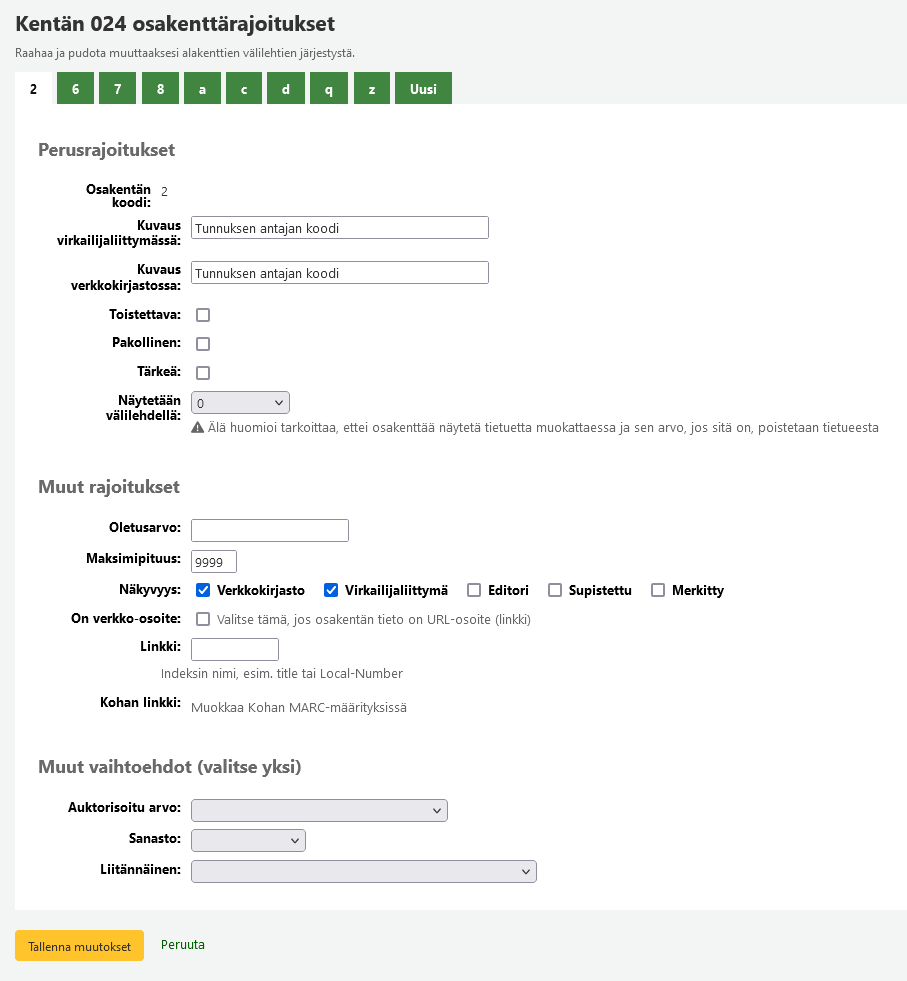 Kentän 024 osakenttärajoitukset
Raahaa ja pudota muuttaaksesi alakenttien välilehtien järjestystä.
2 6 7 8 a c d q z Uusi
Perusrajoitukset
Osakentän
koodi: 2
Kuvaus
virkailijaliittymässä: Tunnuksen antajan koodi
Kuvaus
verkkokirjastossa: Tunnuksen antajan koodi
Toistettava:
Pakollinen:
Tärkeä:
Näytetään
välilehdellä: 0
Älä huomioi tarkoittaa, ettei osakenttää näytetä tietuetta muokattaessa ja sen arvo, jos sitä on, poistetaan tietueesta
Muut rajoitukset
Oletusarvo:
Maksimipituus: 9999
Näkyvyys: Verkkokirjasto Virkailijaliittymä Editori Supistettu Merkitty
On verkko-osoite: Valitse tämä, jos osakentän tieto on URL-osoite (linkki)
Linkki:
Indeksin nimi, esim. title tai Local-Number
Kohan linkki: Muokkaa Kohan MARC-määrityksissä
Muut vaihtoehdot (valitse yksi)
Auktorisoitu arvo:
Sanasto:
Liitännäinen:
Tallenna muutokset Peruuta